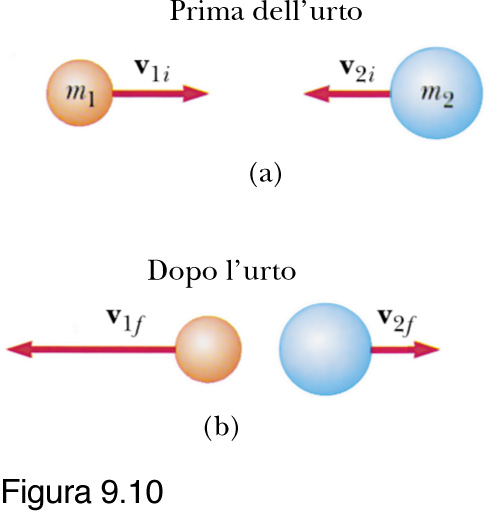 Prima dell'urto
v1i
v2i
m1
m2
(a)
Dopo l'urto
v1f
v2f
(b)
Figura 9.10